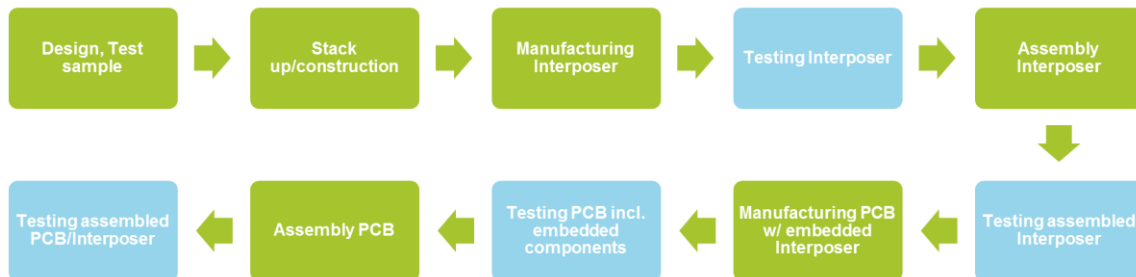 Design, Test
sample
Stack
up/construction
Manufacturing
Interposer
Testing Interposer
Assembly
Interposer
Testing assembled
Interposer
Manufacturing PCB
w/ embedded
Interposer
Testing PCB incl.
embedded
components
Assembly PCB
Testing assembled
PCB/Interposer